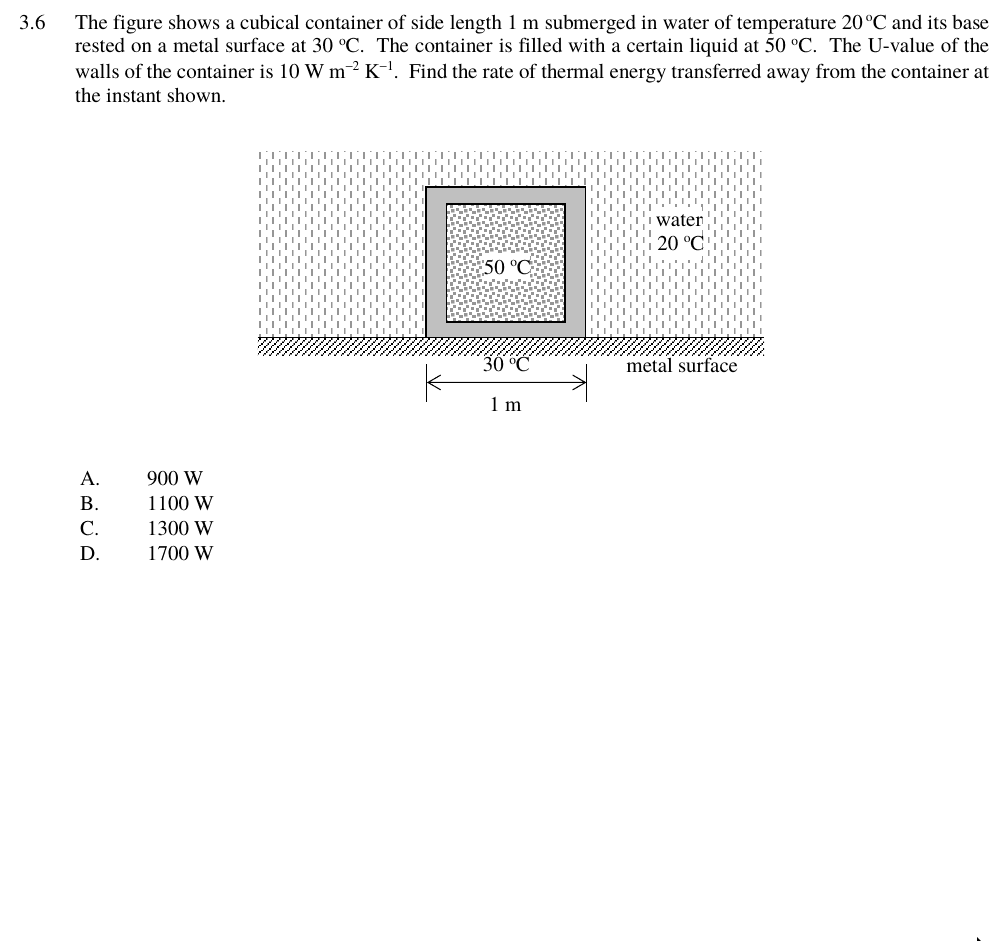 3.6 The figure shows a cubical container of side length 1 m submerged in water of temperature 20 °C and its base
rested on a metal surface at 30 °C. The container is filled with a certain liquid at 50 °C. The U-value of the
walls of the container is 10 W m⁻² K⁻¹. Find the rate of thermal energy transferred away from the container at
the instant shown.
water
20 °C
50 °C
30 °C
metal surface
1 m
A. 900 W
B. 1100 W
C. 1300 W
D. 1700 W